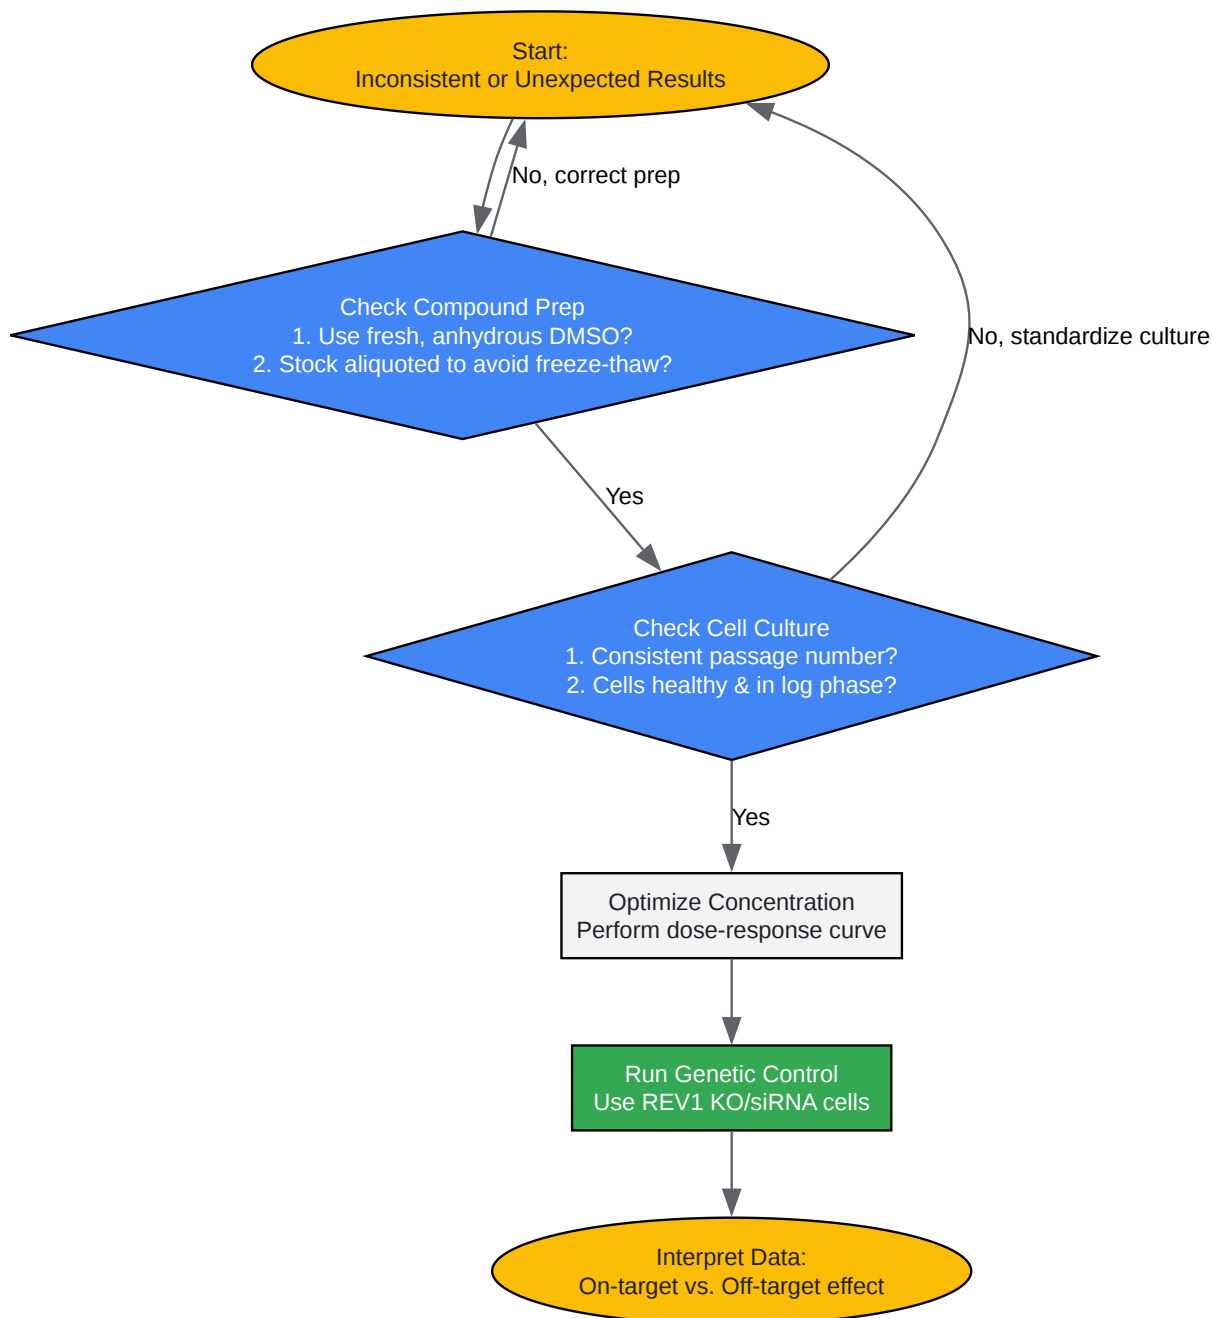 Start:
Inconsistent or Unexpected Results
No, correct prep
Check Compound Prep
1. Use fresh, anhydrous DMSO?
2. Stock aliquoted to avoid freeze-thaw?
No, standardize culture
Yes
Check Cell Culture
1. Consistent passage number?
2. Cells healthy & in log phase?
Yes
Optimize Concentration
Perform dose-response curve
Run Genetic Control
Use REV1 KO/siRNA cells
Interpret Data:
On-target vs. Off-target effect